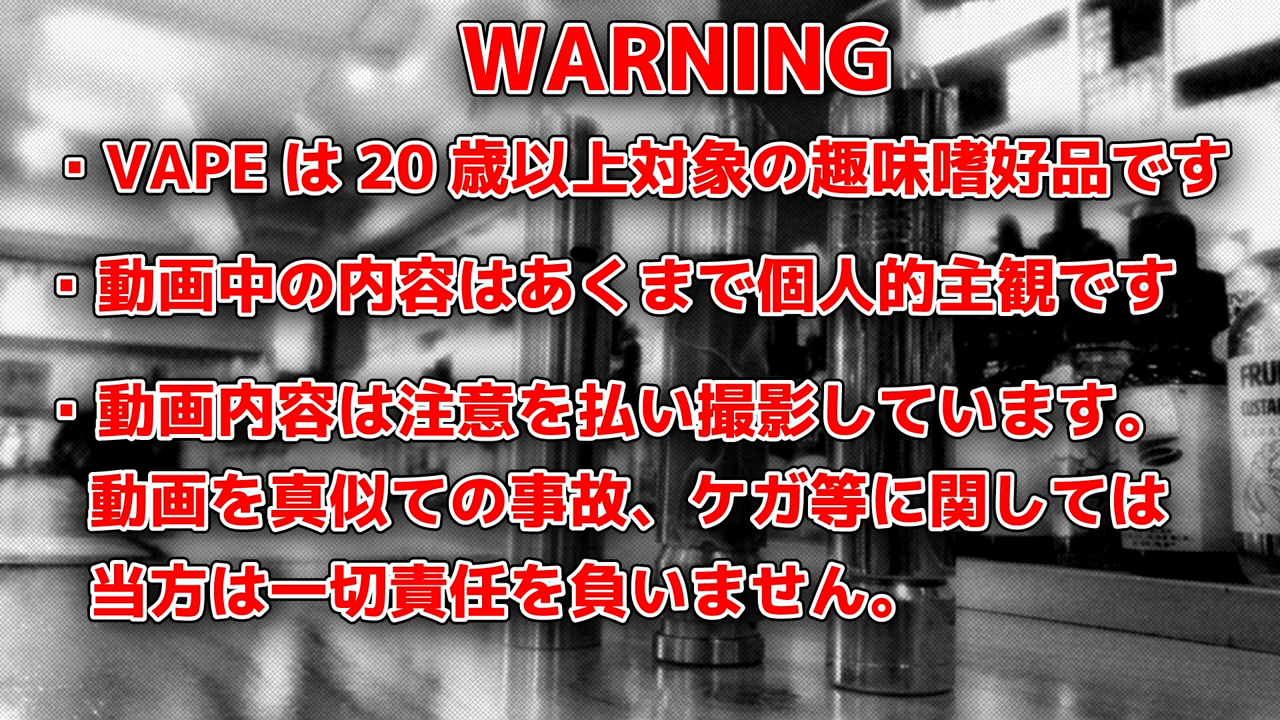 WARNING
・VAPE は 20 歳以上対象の趣味嗜好品です
・動画中の内容はあくまで個人的主観です
・動画内容は注意を払い撮影しています。
動画を真似ての事故、ケガ等に関しては
当方は一切責任を負いません。